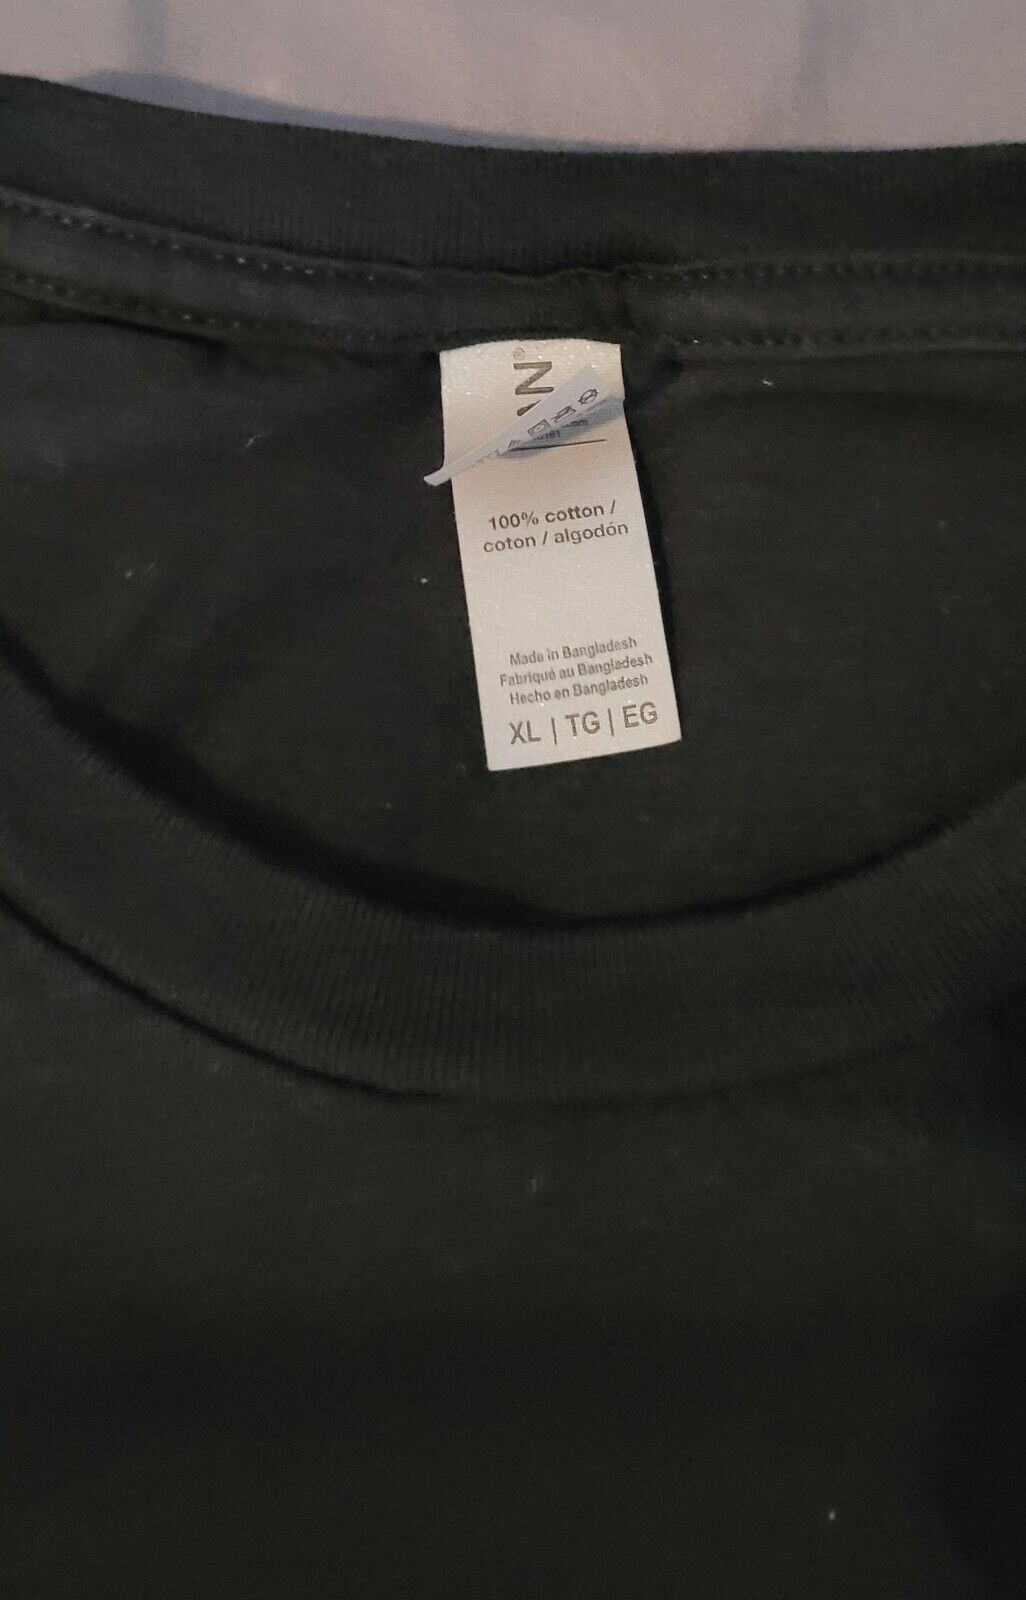 ®
N
100% cotton /
coton / algodón
Made in Bangladesh
Fabriqué au Bangladesh
Hecho en Bangladesh
XL | TG | EG